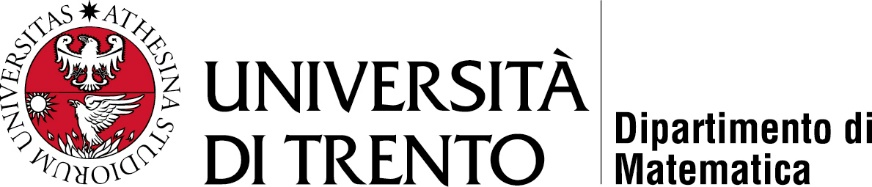 UNIVERSITAS ATHESINA STUDIORUM
UNIVERSITÀ
DI TRENTO
Dipartimento di
Matematica